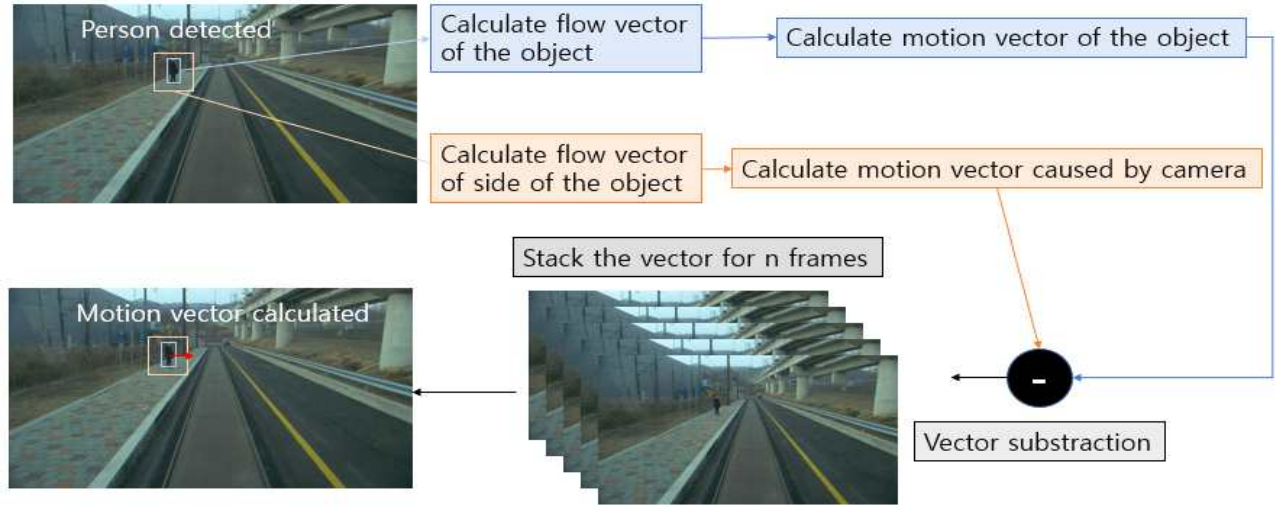 Person detected
Calculate flow vector
of the object
Calculate motion vector of the object
Calculate flow vector
of side of the object
Calculate motion vector caused by camera
Stack the vector for n frames
Motion vector calculated
-
Vector substraction